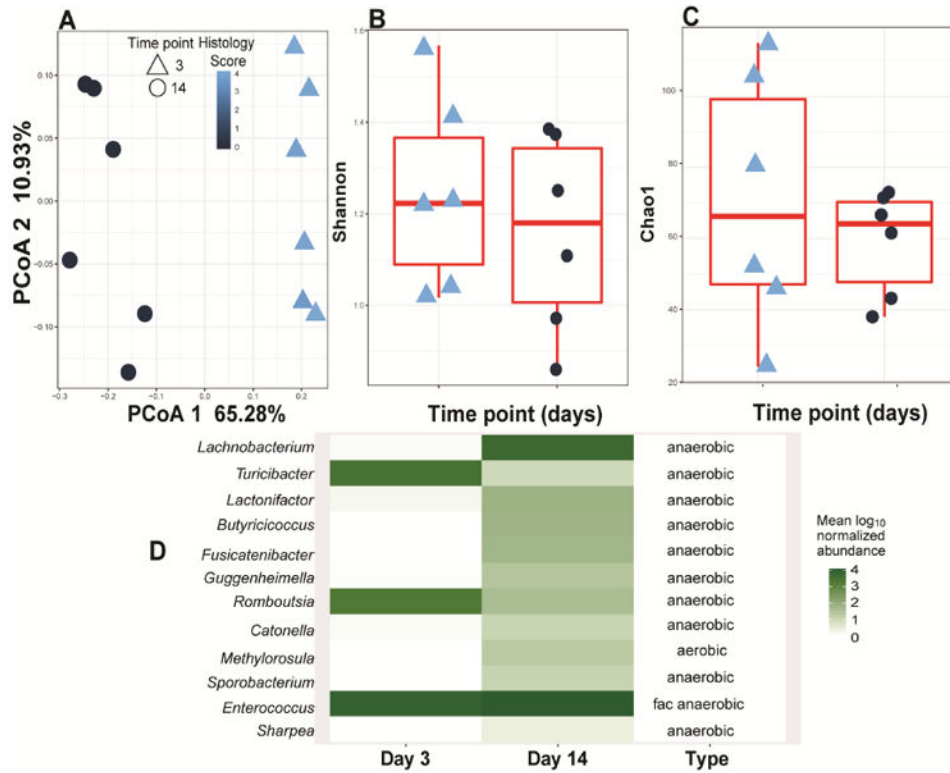 A
Time point Histology
Score
3
14
4
3
2
1
0
0.10
0.05
0.00
−0.05
−0.10
PCoA 2 10.93%
−0.3
−0.2
−0.1
0.0
0.1
0.2
PCoA 1 65.28%
B
1.6
1.4
1.2
1.0
Shannon
Time point (days)
C
100
80
60
40
20
Chao1
Time point (days)
D
Lachnobacterium anaerobic
Turicibacter anaerobic
Lactonifactor anaerobic
Butyricicoccus anaerobic
Fusicatenibacter anaerobic
Guggenheimella anaerobic
Romboutsia anaerobic
Catonella anaerobic
Methylorosula aerobic
Sporobacterium anaerobic
Enterococcus fac anaerobic
Sharpea anaerobic
Day 3 Day 14 Type
Mean log10
normalized
abundance
4
3
2
1
0